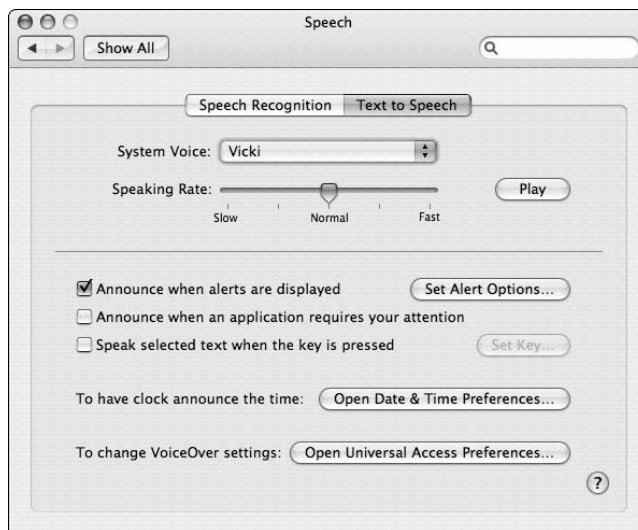 Speech
Show All
Speech Recognition Text to Speech
System Voice: Vicki
Speaking Rate: Play
Slow Normal Fast
Announce when alerts are displayed Set Alert Options...
Announce when an application requires your attention
Speak selected text when the key is pressed Set Key...
To have clock announce the time: Open Date & Time Preferences...
To change VoiceOver settings: Open Universal Access Preferences...
?